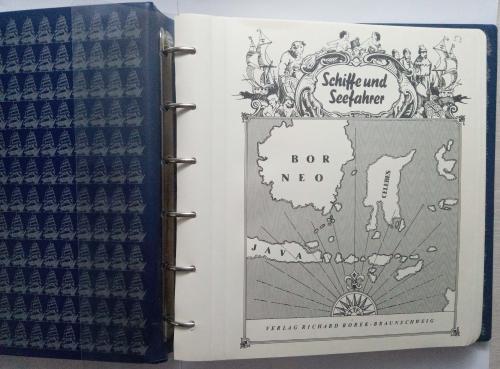 Schiffe und
Seefahrer
BOR
NEO
CELEBES
JAVA
VERLAG RICHARD BOREK-BRAUNSCHWEIG